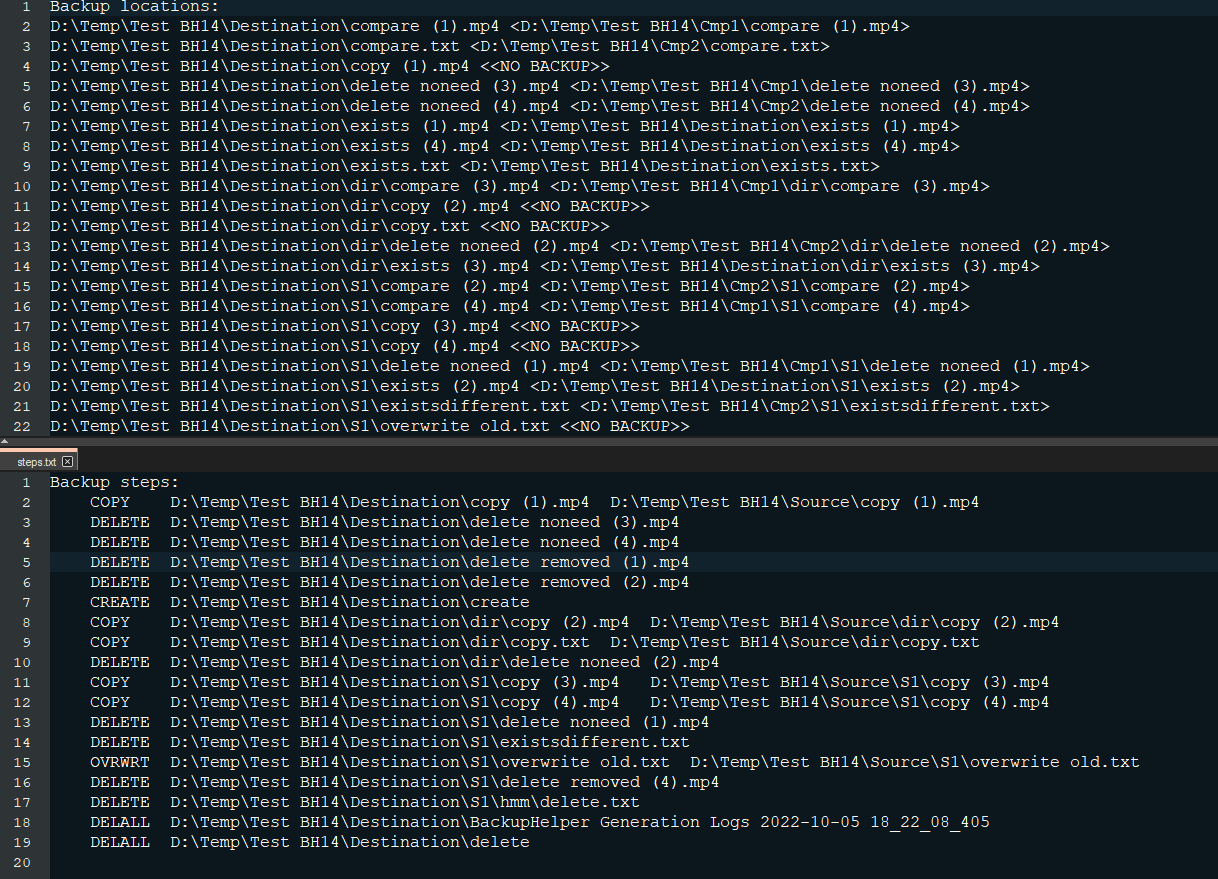 1 Backup locations:
2 D:\Temp\Test BH14\Destination\compare (1).mp4 <D:\Temp\Test BH14\Cmp1\compare (1).mp4>
3 D:\Temp\Test BH14\Destination\compare.txt <D:\Temp\Test BH14\Cmp2\compare.txt>
4 D:\Temp\Test BH14\Destination\copy (1).mp4 <<NO BACKUP>>
5 D:\Temp\Test BH14\Destination\delete noneed (3).mp4 <D:\Temp\Test BH14\Cmp1\delete noneed (3).mp4>
6 D:\Temp\Test BH14\Destination\delete noneed (4).mp4 <D:\Temp\Test BH14\Cmp2\delete noneed (4).mp4>
7 D:\Temp\Test BH14\Destination\exists (1).mp4 <D:\Temp\Test BH14\Destination\exists (1).mp4>
8 D:\Temp\Test BH14\Destination\exists (4).mp4 <D:\Temp\Test BH14\Destination\exists (4).mp4>
9 D:\Temp\Test BH14\Destination\exists.txt <D:\Temp\Test BH14\Destination\exists.txt>
10 D:\Temp\Test BH14\Destination\dir\compare (3).mp4 <D:\Temp\Test BH14\Cmp1\dir\compare (3).mp4>
11 D:\Temp\Test BH14\Destination\dir\copy (2).mp4 <<NO BACKUP>>
12 D:\Temp\Test BH14\Destination\dir\copy.txt <<NO BACKUP>>
13 D:\Temp\Test BH14\Destination\dir\delete noneed (2).mp4 <D:\Temp\Test BH14\Cmp2\dir\delete noneed (2).mp4>
14 D:\Temp\Test BH14\Destination\dir\exists (3).mp4 <D:\Temp\Test BH14\Destination\dir\exists (3).mp4>
15 D:\Temp\Test BH14\Destination\S1\compare (2).mp4 <D:\Temp\Test BH14\Cmp2\S1\compare (2).mp4>
16 D:\Temp\Test BH14\Destination\S1\compare (4).mp4 <D:\Temp\Test BH14\Cmp1\S1\compare (4).mp4>
17 D:\Temp\Test BH14\Destination\S1\copy (3).mp4 <<NO BACKUP>>
18 D:\Temp\Test BH14\Destination\S1\copy (4).mp4 <<NO BACKUP>>
19 D:\Temp\Test BH14\Destination\S1\delete noneed (1).mp4 <D:\Temp\Test BH14\Cmp1\S1\delete noneed (1).mp4>
20 D:\Temp\Test BH14\Destination\S1\exists (2).mp4 <D:\Temp\Test BH14\Destination\S1\exists (2).mp4>
21 D:\Temp\Test BH14\Destination\S1\existsdifferent.txt <D:\Temp\Test BH14\Cmp2\S1\existsdifferent.txt>
22 D:\Temp\Test BH14\Destination\S1\overwrite old.txt <<NO BACKUP>>
steps.txt
1 Backup steps:
2 COPY D:\Temp\Test BH14\Destination\copy (1).mp4 D:\Temp\Test BH14\Source\copy (1).mp4
3 DELETE D:\Temp\Test BH14\Destination\delete noneed (3).mp4
4 DELETE D:\Temp\Test BH14\Destination\delete noneed (4).mp4
5 DELETE D:\Temp\Test BH14\Destination\delete removed (1).mp4
6 DELETE D:\Temp\Test BH14\Destination\delete removed (2).mp4
7 CREATE D:\Temp\Test BH14\Destination\create
8 COPY D:\Temp\Test BH14\Destination\dir\copy (2).mp4 D:\Temp\Test BH14\Source\dir\copy (2).mp4
9 COPY D:\Temp\Test BH14\Destination\dir\copy.txt D:\Temp\Test BH14\Source\dir\copy.txt
10 DELETE D:\Temp\Test BH14\Destination\dir\delete noneed (2).mp4
11 COPY D:\Temp\Test BH14\Destination\S1\copy (3).mp4 D:\Temp\Test BH14\Source\S1\copy (3).mp4
12 COPY D:\Temp\Test BH14\Destination\S1\copy (4).mp4 D:\Temp\Test BH14\Source\S1\copy (4).mp4
13 DELETE D:\Temp\Test BH14\Destination\S1\delete noneed (1).mp4
14 DELETE D:\Temp\Test BH14\Destination\S1\existsdifferent.txt
15 OVRWRT D:\Temp\Test BH14\Destination\S1\overwrite old.txt D:\Temp\Test BH14\Source\S1\overwrite old.txt
16 DELETE D:\Temp\Test BH14\Destination\S1\delete removed (4).mp4
17 DELETE D:\Temp\Test BH14\Destination\S1\hmm\delete.txt
18 DELALL D:\Temp\Test BH14\Destination\BackupHelper Generation Logs 2022-10-05 18_22_08_405
19 DELALL D:\Temp\Test BH14\Destination\delete
20